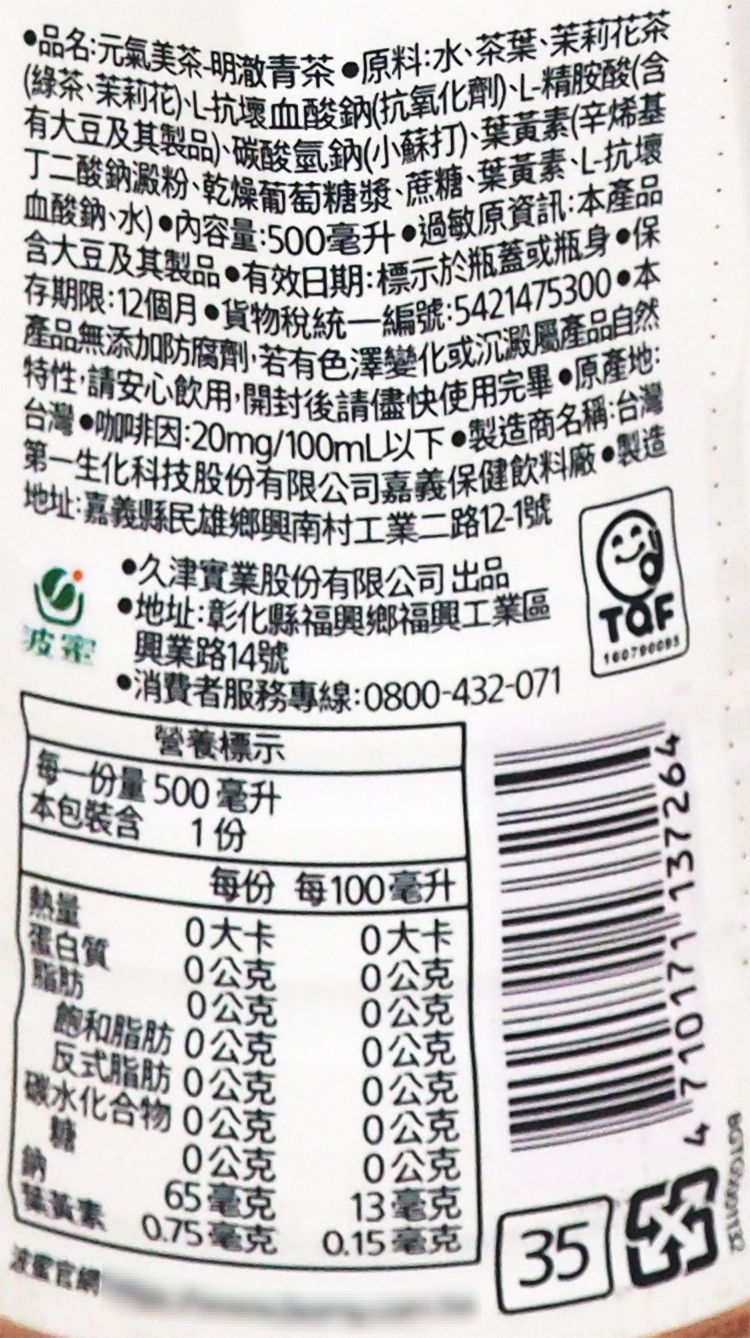 ●品名:元氣美茶-明澈青茶●原料:水、茶葉、茉莉花茶
(綠茶、茉莉花)、L-抗壞血酸鈉(抗氧化劑)、L-精胺酸(含
有大豆及其製品)、碳酸氫鈉(小蘇打)、葉黃素(辛烯基
丁二酸鈉澱粉、乾燥葡萄糖漿、蔗糖、葉黃素、L-抗壞
血酸鈉、水)●內容量:500毫升●過敏原資訊:本產品
含大豆及其製品●有效日期:標示於瓶蓋或瓶身●保
存期限:12個月●貨物稅統一編號:5421475300●本
產品無添加防腐劑,若有色澤變化或沉澱屬產品自然
特性,請安心飲用,開封後請儘快使用完畢●原產地:
台灣●咖啡因:20mg/100mL以下●製造商名稱:台灣
第一生化科技股份有限公司嘉義保健飲料廠●製造
地址:嘉義縣民雄鄉興南村工業二路12-1號
●久津實業股份有限公司 出品
●地址:彰化縣福興鄉福興工業區
興業路14號
●消費者服務專線:0800-432-071
波蜜
TQF
160790095
營養標示
每一份量 500 毫升
本包裝含 1 份
每份 每100毫升
熱量 0大卡 0大卡
蛋白質 0公克 0公克
脂肪 0公克 0公克
飽和脂肪 0公克 0公克
反式脂肪 0公克 0公克
碳水化合物 0公克 0公克
糖 0公克 0公克
鈉 65毫克 13毫克
葉黃素 0.75毫克 0.15毫克
波蜜官網
4 710171 137264
35